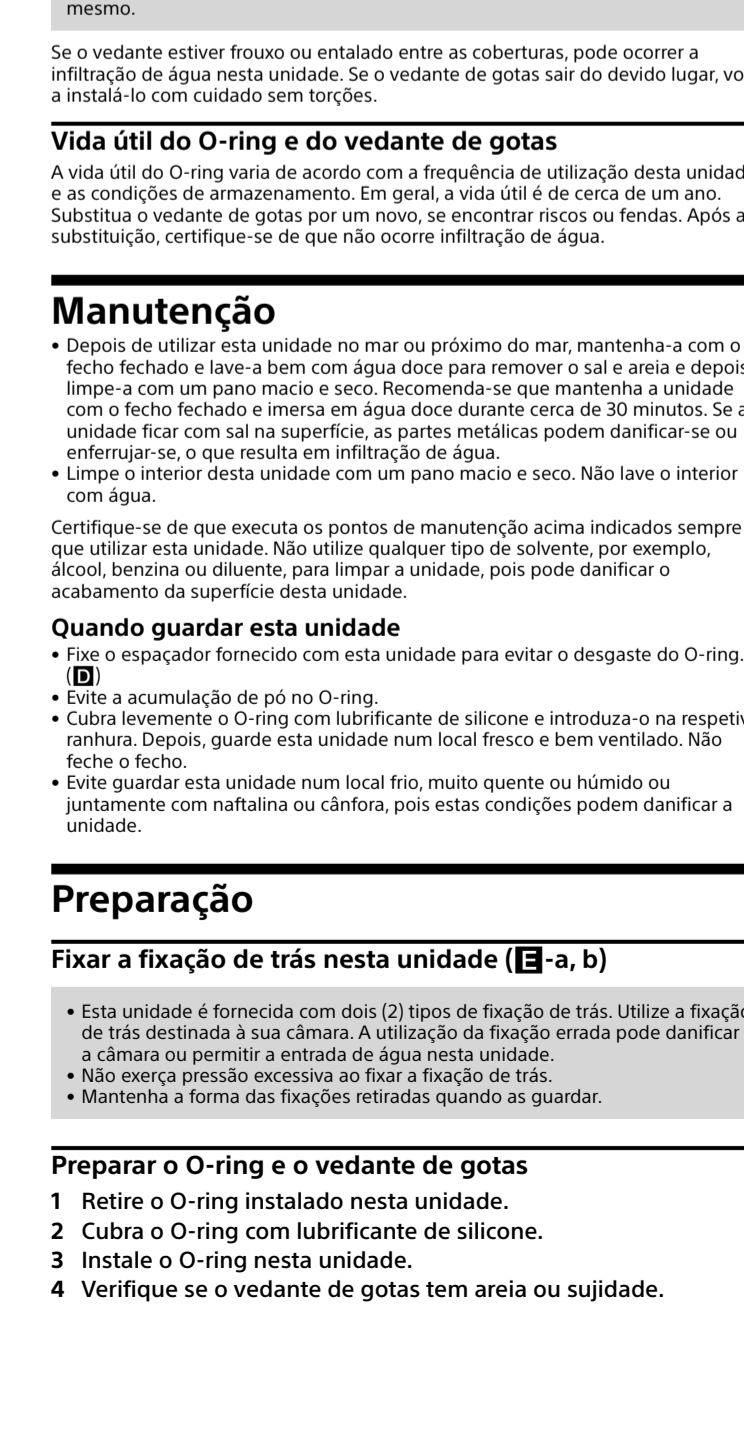 mesmo.
Se o vedante estiver frouxo ou entalado entre as coberturas, pode ocorrer a
infiltração de água nesta unidade. Se o vedante de gotas sair do devido lugar, vo
a instalá-lo com cuidado sem torções.
Vida útil do O-ring e do vedante de gotas
A vida útil do O-ring varia de acordo com a frequência de utilização desta unidad
e as condições de armazenamento. Em geral, a vida útil é de cerca de um ano.
Substitua o vedante de gotas por um novo, se encontrar riscos ou fendas. Após a
substituição, certifique-se de que não ocorre infiltração de água.
Manutenção
• Depois de utilizar esta unidade no mar ou próximo do mar, mantenha-a com o
fecho fechado e lave-a bem com água doce para remover o sal e areia e depois
limpe-a com um pano macio e seco. Recomenda-se que mantenha a unidade
com o fecho fechado e imersa em água doce durante cerca de 30 minutos. Se a
unidade ficar com sal na superfície, as partes metálicas podem danificar-se ou
enferrujar-se, o que resulta em infiltração de água.
• Limpe o interior desta unidade com um pano macio e seco. Não lave o interior
com água.
Certifique-se de que executa os pontos de manutenção acima indicados sempre
que utilizar esta unidade. Não utilize qualquer tipo de solvente, por exemplo,
álcool, benzina ou diluente, para limpar a unidade, pois pode danificar o
acabamento da superfície desta unidade.
Quando guardar esta unidade
• Fixe o espaçador fornecido com esta unidade para evitar o desgaste do O-ring.
(D)
• Evite a acumulação de pó no O-ring.
• Cubra levemente o O-ring com lubrificante de silicone e introduza-o na respetiv
ranhura. Depois, guarde esta unidade num local fresco e bem ventilado. Não
feche o fecho.
• Evite guardar esta unidade num local frio, muito quente ou húmido ou
juntamente com naftalina ou cânfora, pois estas condições podem danificar a
unidade.
Preparação
Fixar a fixação de trás nesta unidade (E-a, b)
• Esta unidade é fornecida com dois (2) tipos de fixação de trás. Utilize a fixação
de trás destinada à sua câmara. A utilização da fixação errada pode danificar
a câmara ou permitir a entrada de água nesta unidade.
• Não exerça pressão excessiva ao fixar a fixação de trás.
• Mantenha a forma das fixações retiradas quando as guardar.
Preparar o O-ring e o vedante de gotas
1 Retire o O-ring instalado nesta unidade.
2 Cubra o O-ring com lubrificante de silicone.
3 Instale o O-ring nesta unidade.
4 Verifique se o vedante de gotas tem areia ou sujidade.